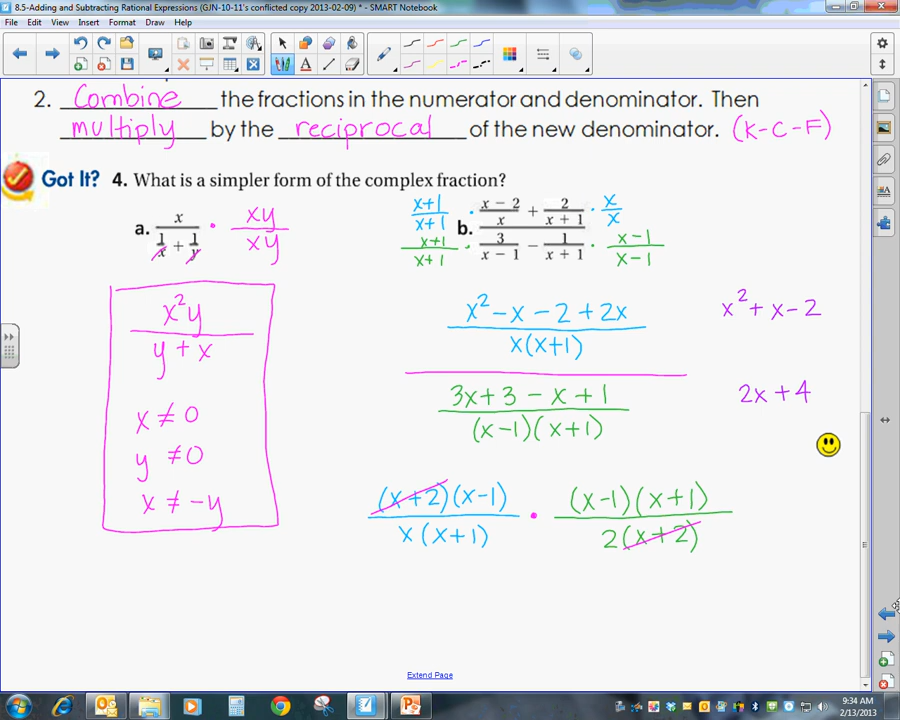 8.5-Adding and Subtracting Rational Expressions (GJN-10-11's conflicted copy 2013-02-09) * - SMART Notebook
File Edit View Insert Format Draw Help
2. Combine the fractions in the numerator and denominator. Then
multiply by the reciprocal of the new denominator. (K-C-F)
Got It? 4. What is a simpler form of the complex fraction?
a. x / (1/x + 1/y) · xy/xy
b. (x+1)/(x+1) · (x − 2)/x + 2/(x + 1) · x/x
(x+1)/(x+1) · 3/(x − 1) − 1/(x + 1) · (x−1)/(x−1)
x²y
y + x
x ≠ 0
y ≠ 0
x ≠ −y
x² − x − 2 + 2x
x(x+1)
3x + 3 − x + 1
(x−1)(x+1)
x² + x − 2
2x + 4
(x+2)(x−1) / x(x+1) · (x−1)(x+1) / 2(x+2)
Extend Page
9:34 AM
2/13/2013